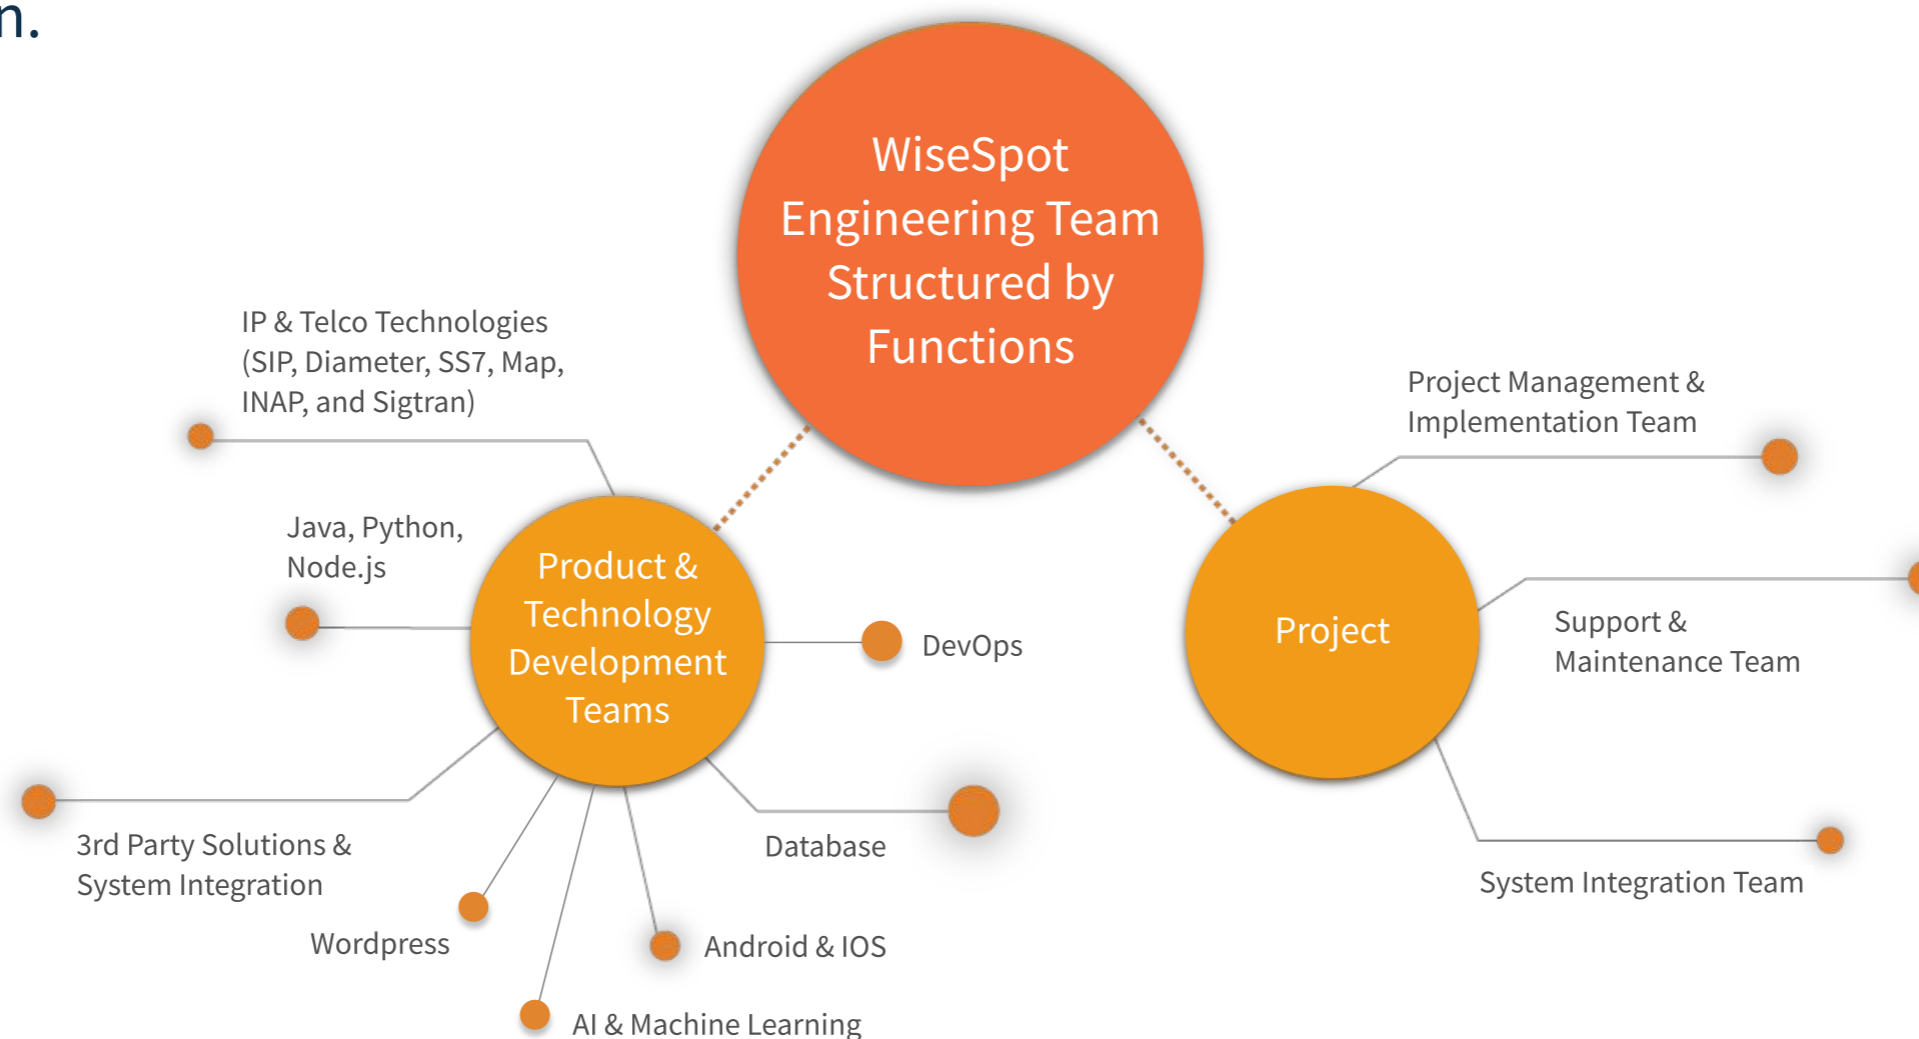 n.
WiseSpot
Engineering Team
Structured by
Functions
IP & Telco Technologies
(SIP, Diameter, SS7, Map,
INAP, and Sigtran)
Java, Python,
Node.js
Product &
Technology
Development
Teams
DevOps
3rd Party Solutions &
System Integration
Wordpress
AI & Machine Learning
Android & IOS
Database
Project Management &
Implementation Team
Project
Support &
Maintenance Team
System Integration Team